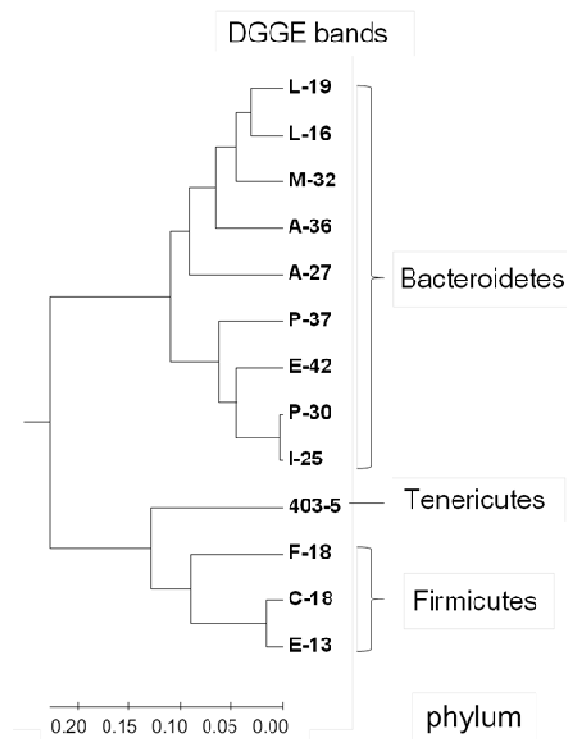 DGGE bands
L-19
L-16
M-32
A-36
A-27
Bacteroidetes
P-37
E-42
P-30
I-25
403-5
Tenericutes
F-18
C-18
Firmicutes
E-13
0.20 0.15 0.10 0.05 0.00
phylum